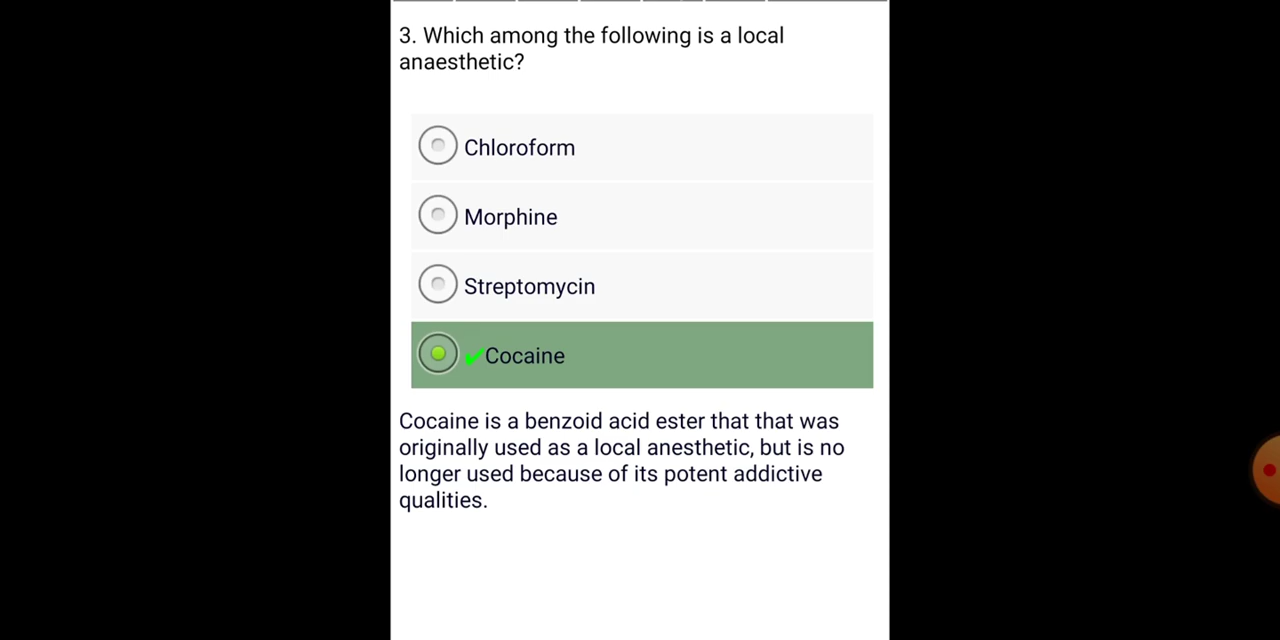 3. Which among the following is a local
anaesthetic?
Chloroform
Morphine
Streptomycin
Cocaine
Cocaine is a benzoid acid ester that that was
originally used as a local anesthetic, but is no
longer used because of its potent addictive
qualities.